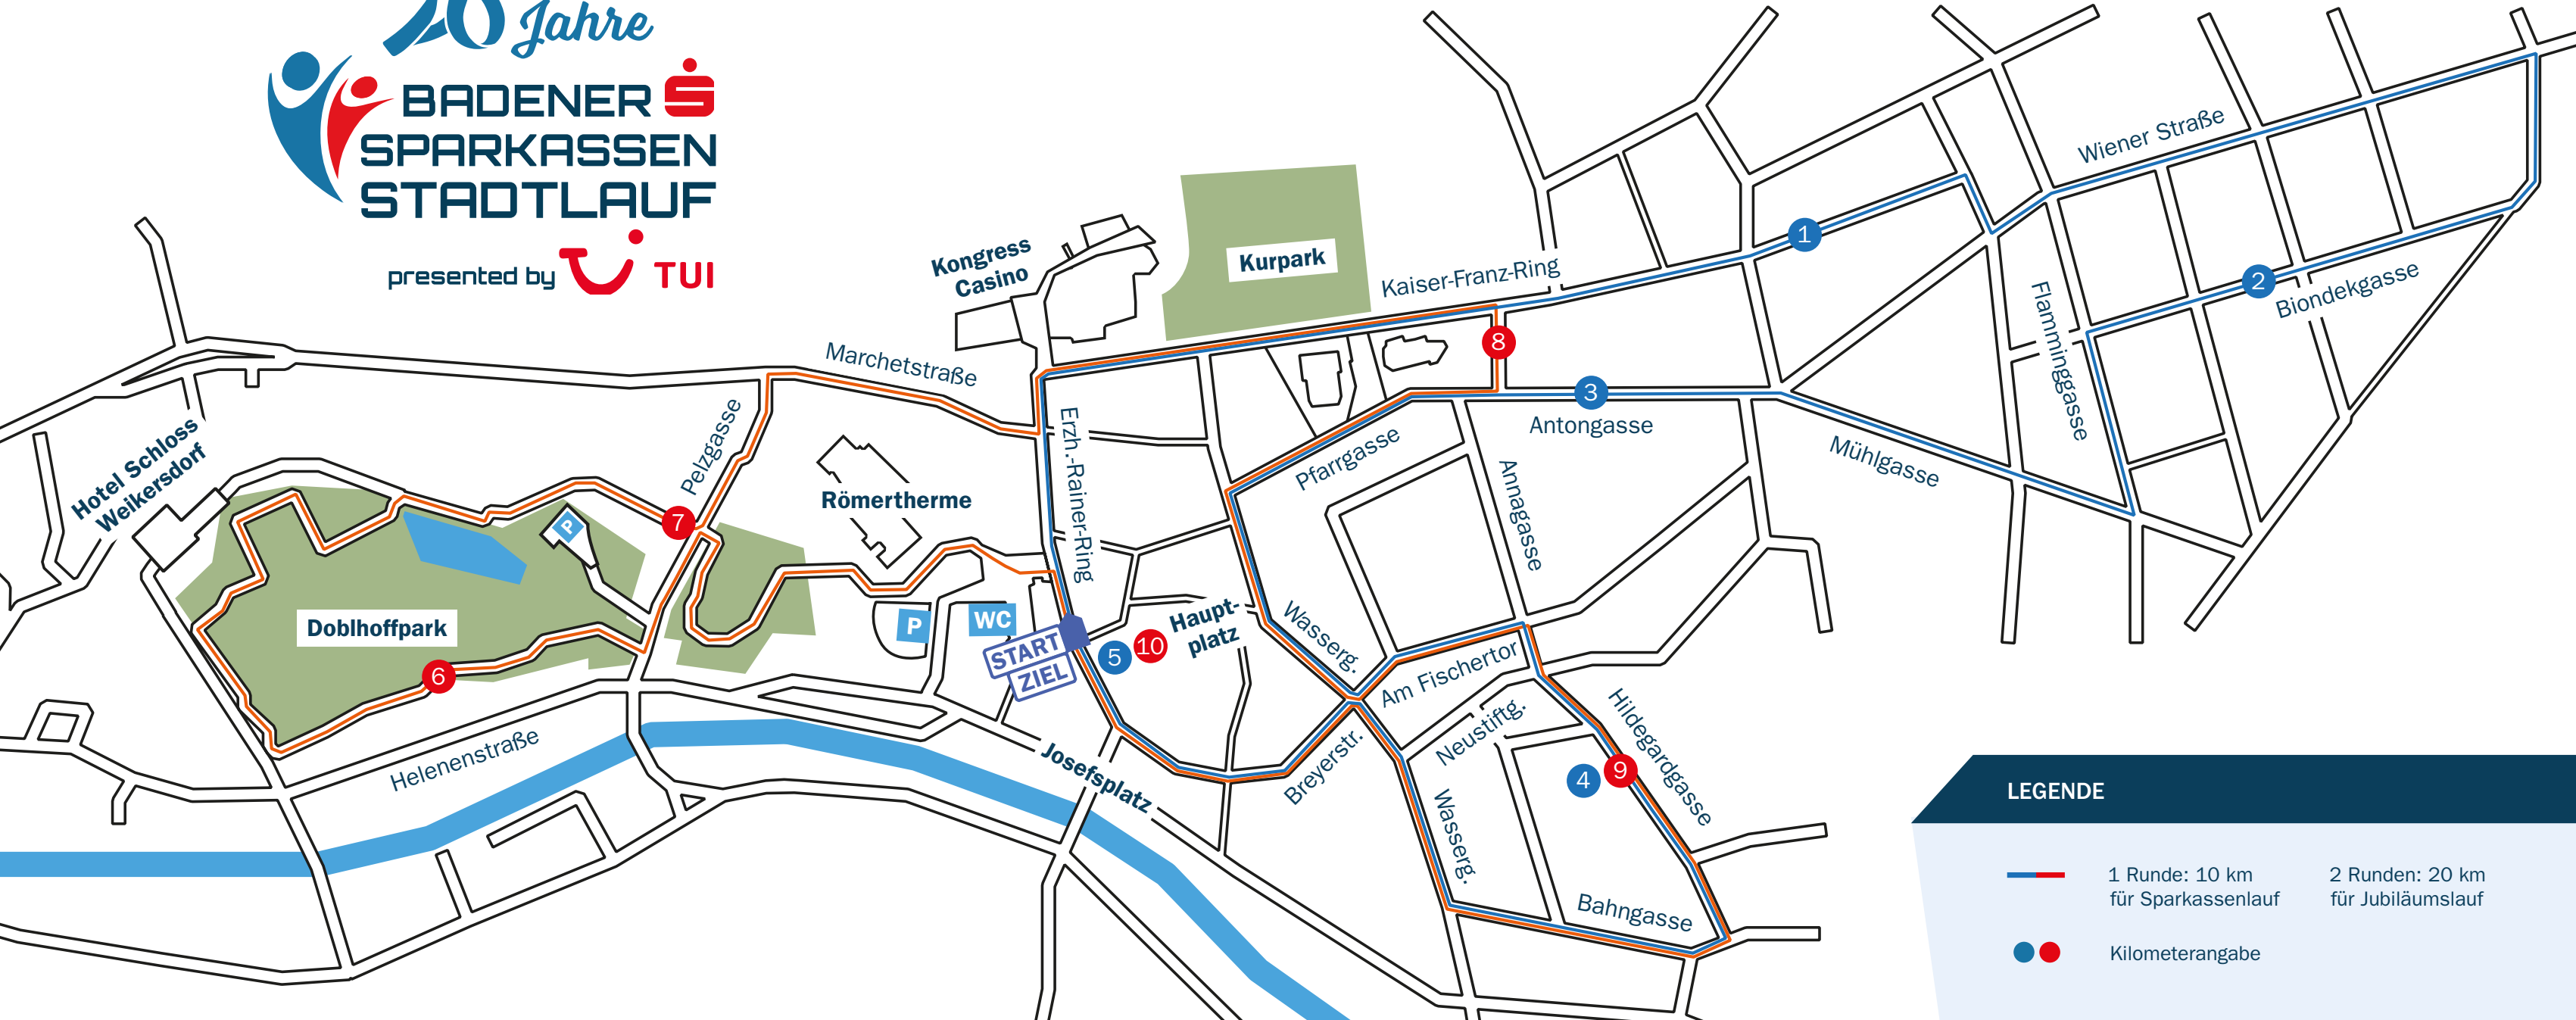 Jahre
BADENER S
SPARKASSEN
STADTLAUF
presented by TUI
Kongress
Casino
Kurpark
Kaiser-Franz-Ring
Wiener Straße
1
2
Biondekgasse
Flamminggasse
8
3
Antongasse
Mühlgasse
Marchetstraße
Erzh.-Rainer-Ring
Pfarrgasse
Annagasse
Hotel Schloss
Weikersdorf
Pelzgasse
Römertherme
7
P
Doblhoffpark
6
P
WC
START
ZIEL
5
10
Haupt-
platz
Wasserg.
Am Fischertor
Neustiftg.
Hildegardgasse
Helenenstraße
Josefsplatz
Breyerstr.
4
9
Wasserg.
Bahngasse
LEGENDE
1 Runde: 10 km
für Sparkassenlauf
2 Runden: 20 km
für Jubiläumslauf
Kilometerangabe